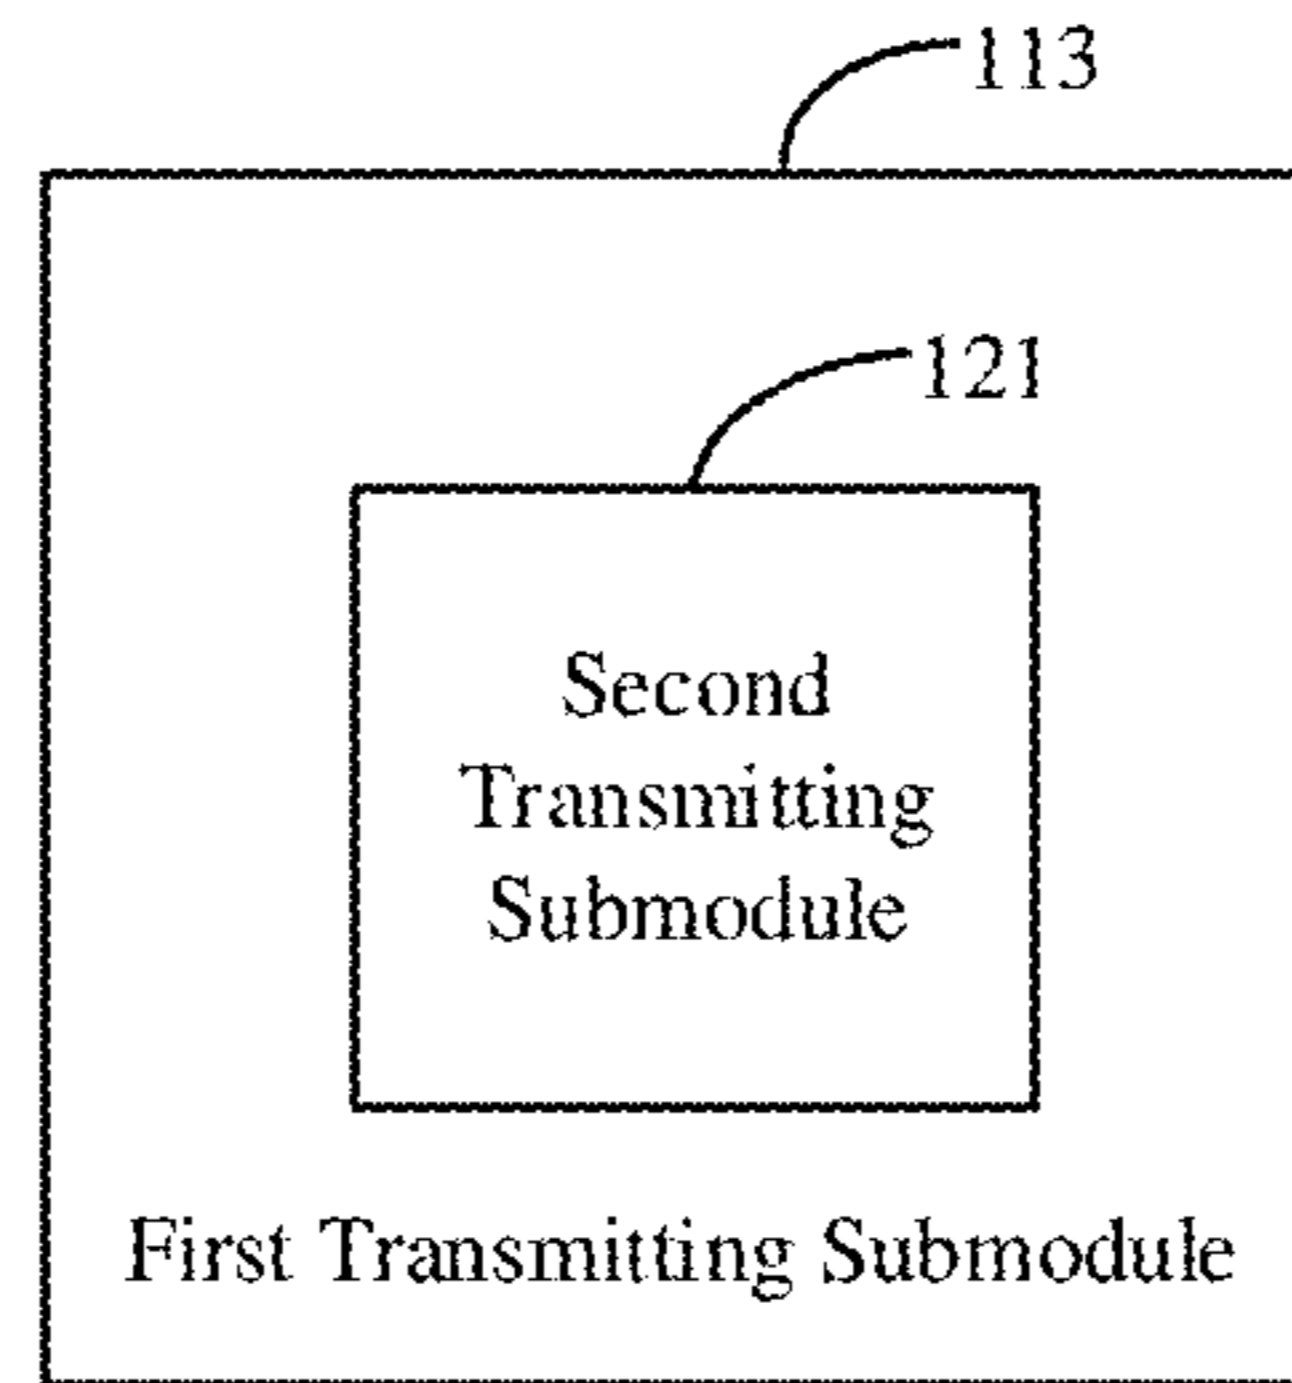 113
121
Second
Transmitting
Submodule
First Transmitting Submodule